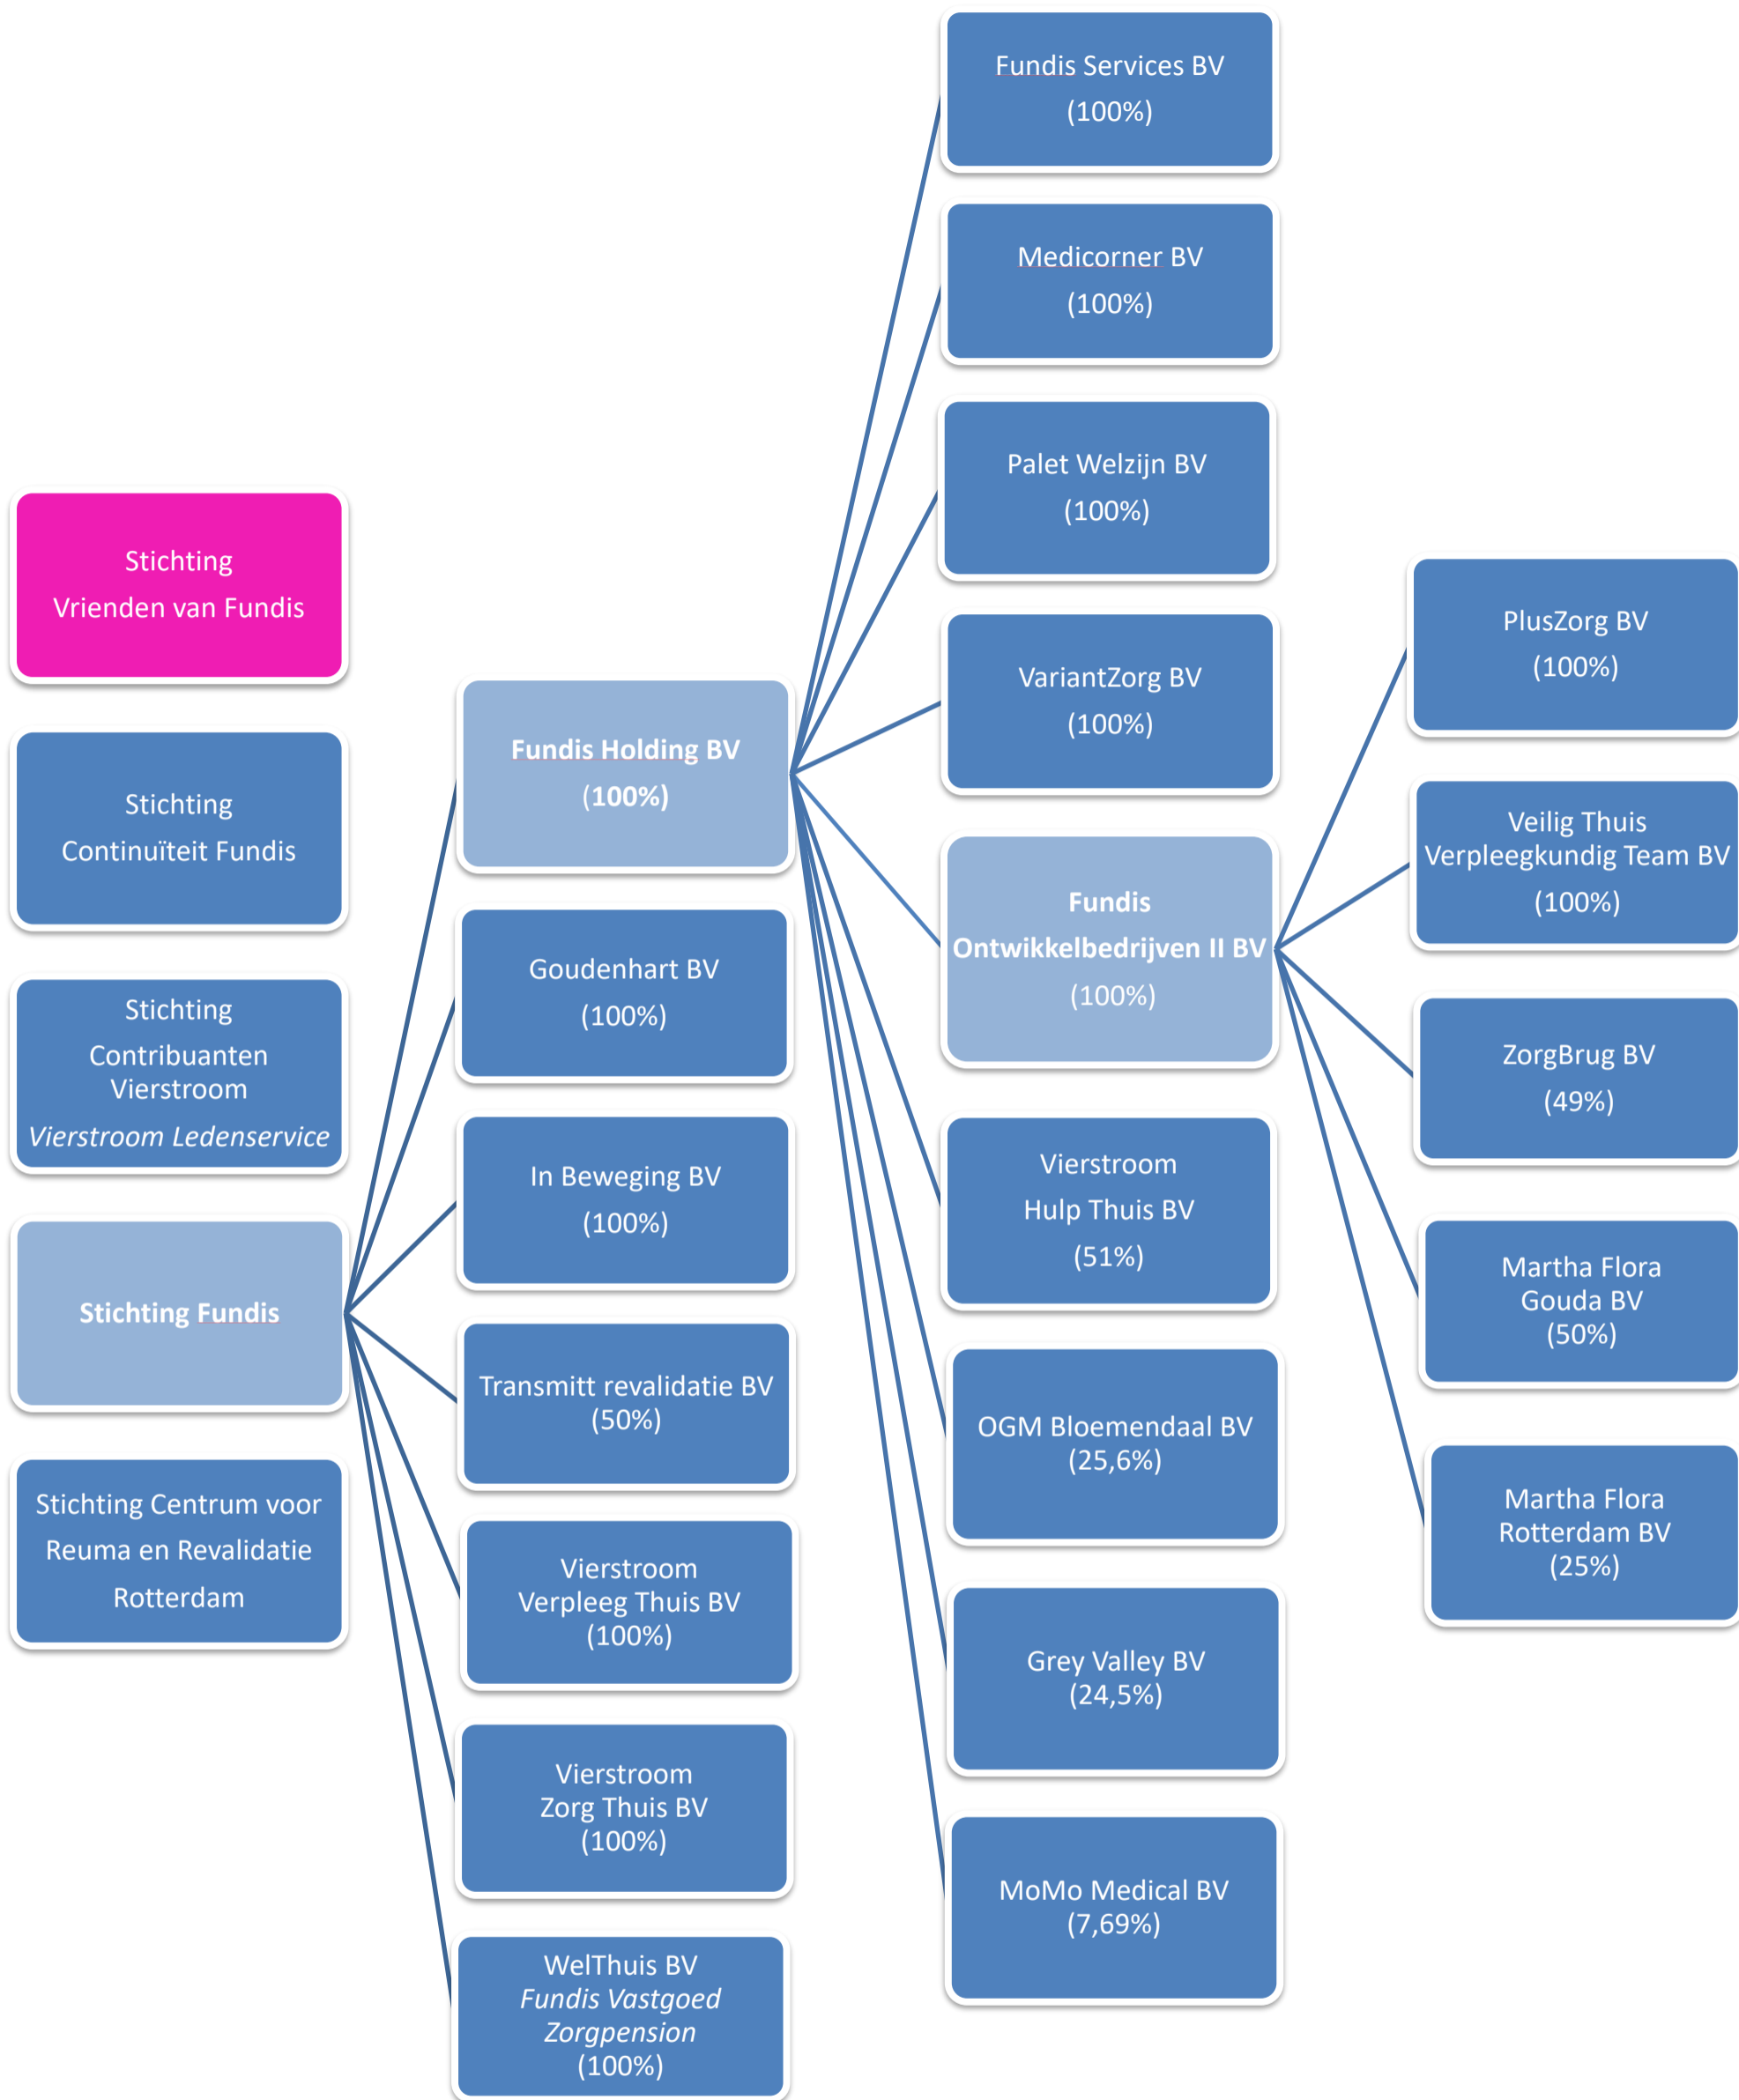 Stichting
Vrienden van Fundis
Stichting
Continuïteit Fundis
Stichting
Contribuanten
Vierstroom
Vierstroom Ledenservice
Stichting Fundis
Stichting Centrum voor
Reuma en Revalidatie
Rotterdam
Fundis Holding BV
(100%)
Goudenhart BV
(100%)
In Beweging BV
(100%)
Transmitt revalidatie BV
(50%)
Vierstroom
Verpleeg Thuis BV
(100%)
Vierstroom
Zorg Thuis BV
(100%)
WelThuis BV
Fundis Vastgoed
Zorgpension
(100%)
Fundis Services BV
(100%)
Medicorner BV
(100%)
Palet Welzijn BV
(100%)
VariantZorg BV
(100%)
Fundis
Ontwikkelbedrijven II BV
(100%)
Vierstroom
Hulp Thuis BV
(51%)
OGM Bloemendaal BV
(25,6%)
Grey Valley BV
(24,5%)
MoMo Medical BV
(7,69%)
PlusZorg BV
(100%)
Veilig Thuis
Verpleegkundig Team BV
(100%)
ZorgBrug BV
(49%)
Martha Flora
Gouda BV
(50%)
Martha Flora
Rotterdam BV
(25%)